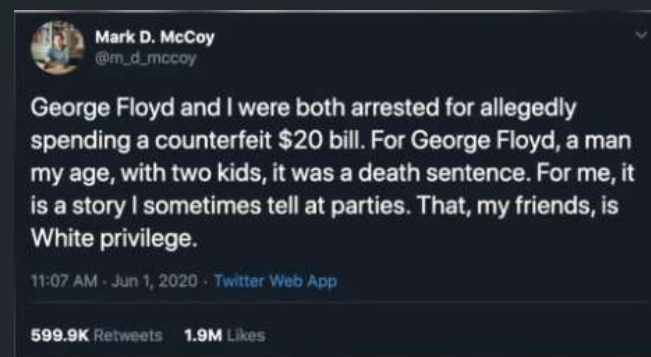 Mark D. McCoy
@m_d_mccoy
George Floyd and I were both arrested for allegedly
spending a counterfeit $20 bill. For George Floyd, a man
my age, with two kids, it was a death sentence. For me, it
is a story I sometimes tell at parties. That, my friends, is
White privilege.
11:07 AM · Jun 1, 2020 · Twitter Web App
599.9K Retweets 1.9M Likes